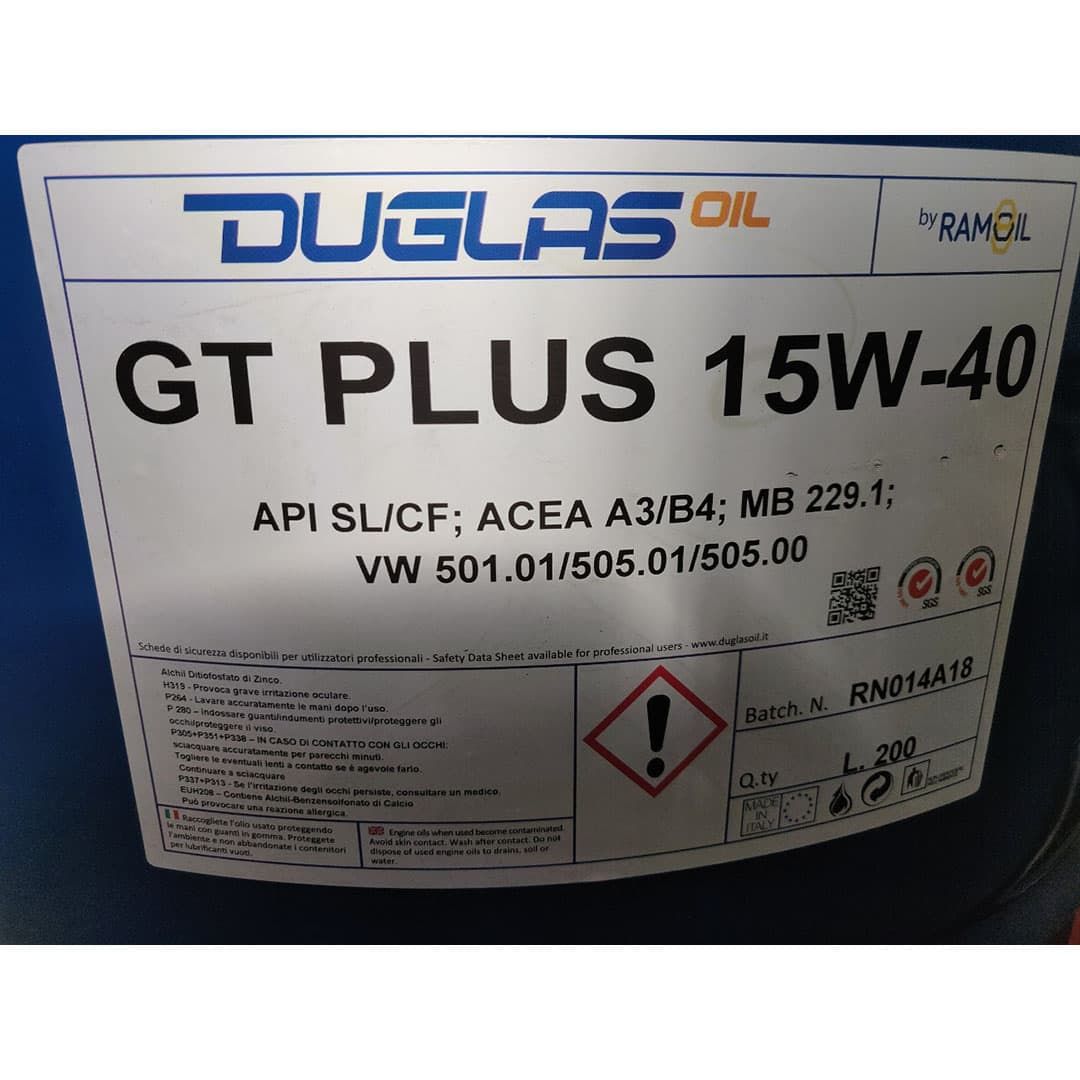 DUGLAS OIL
by RAMOIL
GT PLUS 15W-40
API SL/CF; ACEA A3/B4; MB 229.1;
VW 501.01/505.01/505.00
SGS
SGS
Schede di sicurezza disponibili per utilizzatori professionali - Safety Data Sheet available for professional users - www.duglasoil.it
Alchil Ditiofosfato di Zinco.
H319 - Provoca grave irritazione oculare.
P264 - Lavare accuratamente le mani dopo l'uso.
P 280 – Indossare guanti/indumenti protettivi/proteggere gli
occhi/proteggere il viso.
P305+P351+P338 – IN CASO DI CONTATTO CON GLI OCCHI:
sciacquare accuratamente per parecchi minuti.
Togliere le eventuali lenti a contatto se è agevole farlo.
Continuare a sciacquare
P337+P313 - Se l'irritazione degli occhi persiste, consultare un medico.
EUH208 – Contiene Alchil-Benzensolfonato di Calcio
Può provocare una reazione allergica.
Batch. N. RN014A18
Q.ty L. 200
MADE
IN
ITALY
Raccogliete l'olio usato proteggendo
le mani con guanti in gomma. Proteggete
l'ambiente e non abbandonate i contenitori
per lubrificanti vuoti.
Engine oils when used become contaminated.
Avoid skin contact. Wash after contact. Do not
dispose of used engine oils to drains, soil or
water.